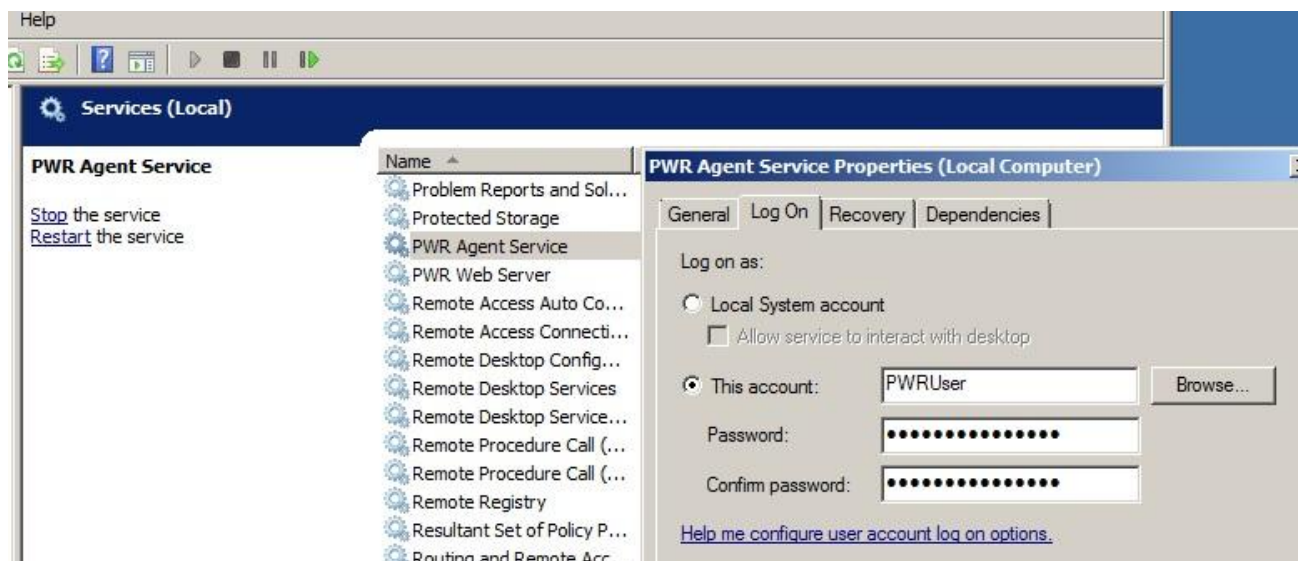 Help
Services (Local)
PWR Agent Service
Stop the service
Restart the service
Name
Problem Reports and Sol...
Protected Storage
PWR Agent Service
PWR Web Server
Remote Access Auto Co...
Remote Access Connecti...
Remote Desktop Config...
Remote Desktop Services
Remote Desktop Service...
Remote Procedure Call (...
Remote Procedure Call (...
Remote Registry
Resultant Set of Policy P...
Routing and Remote Acc...
PWR Agent Service Properties (Local Computer)
General Log On Recovery Dependencies
Log on as:
Local System account
Allow service to interact with desktop
This account: PWRUser Browse...
Password: •••••••••••••••
Confirm password: •••••••••••••••
Help me configure user account log on options.